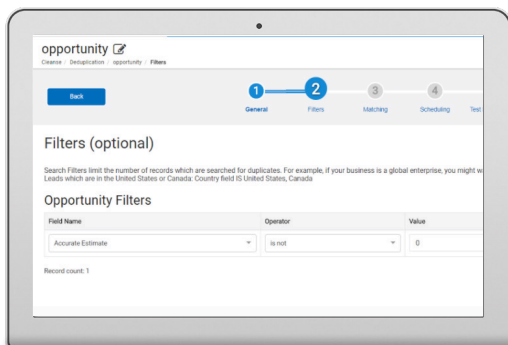 opportunity
Cleanse / Deduplication / opportunity / Filters
Back
1 2 3 4
General Filters Matching Scheduling Test
Filters (optional)
Search Filters limit the number of records which are searched for duplicates. For example, if your business is a global enterprise, you might w
Leads which are in the United States or Canada: Country field IS United States, Canada
Opportunity Filters
Field Name Operator Value
Accurate Estimate is not 0
Record count: 1